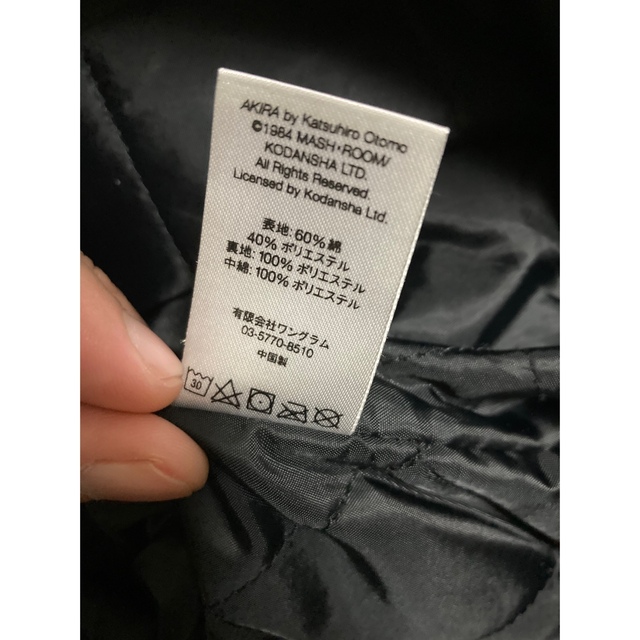 AKIRA by Katsuhiro Otomo
©1984 MASH・ROOM/
KODANSHA LTD.
All Rights Reserved.
Licensed by Kodansha Ltd.
表地: 60% 綿
40% ポリエステル
裏地: 100% ポリエステル
中綿: 100% ポリエステル
有限会社ワングラム
03-5770-8510
中国製
30